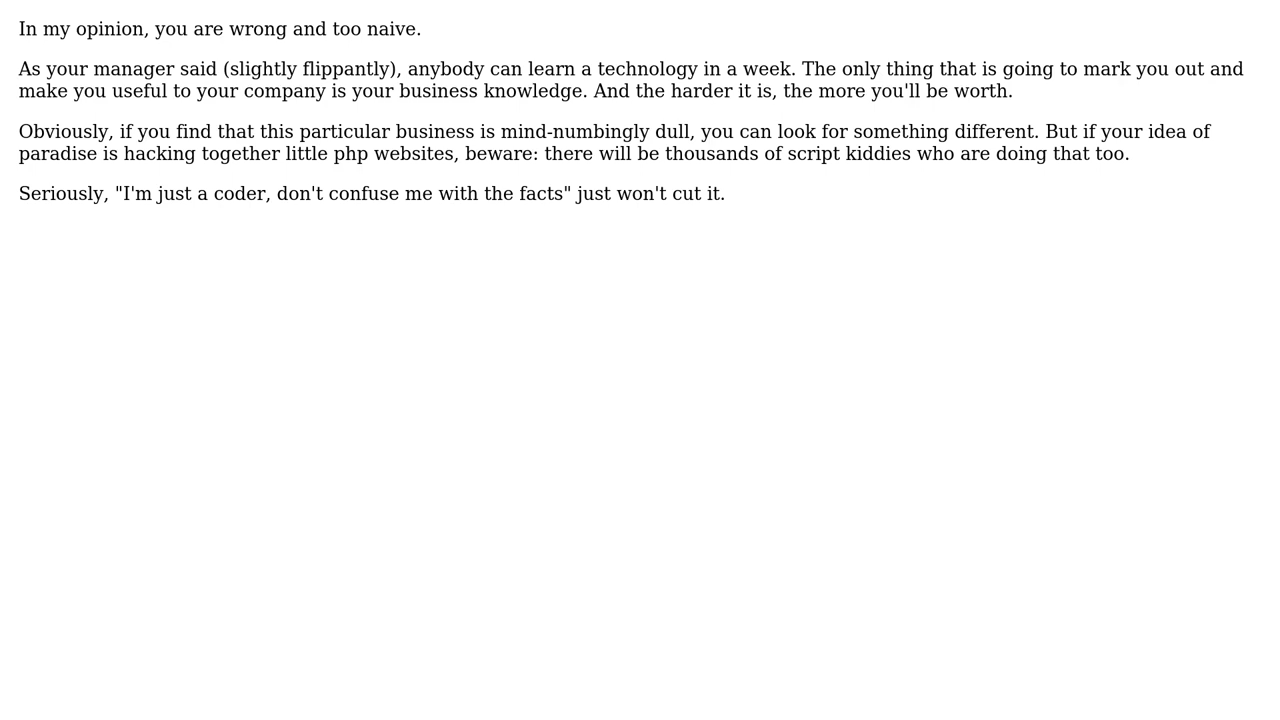 In my opinion, you are wrong and too naive.
As your manager said (slightly flippantly), anybody can learn a technology in a week. The only thing that is going to mark you out and
make you useful to your company is your business knowledge. And the harder it is, the more you'll be worth.
Obviously, if you find that this particular business is mind-numbingly dull, you can look for something different. But if your idea of
paradise is hacking together little php websites, beware: there will be thousands of script kiddies who are doing that too.
Seriously, "I'm just a coder, don't confuse me with the facts" just won't cut it.